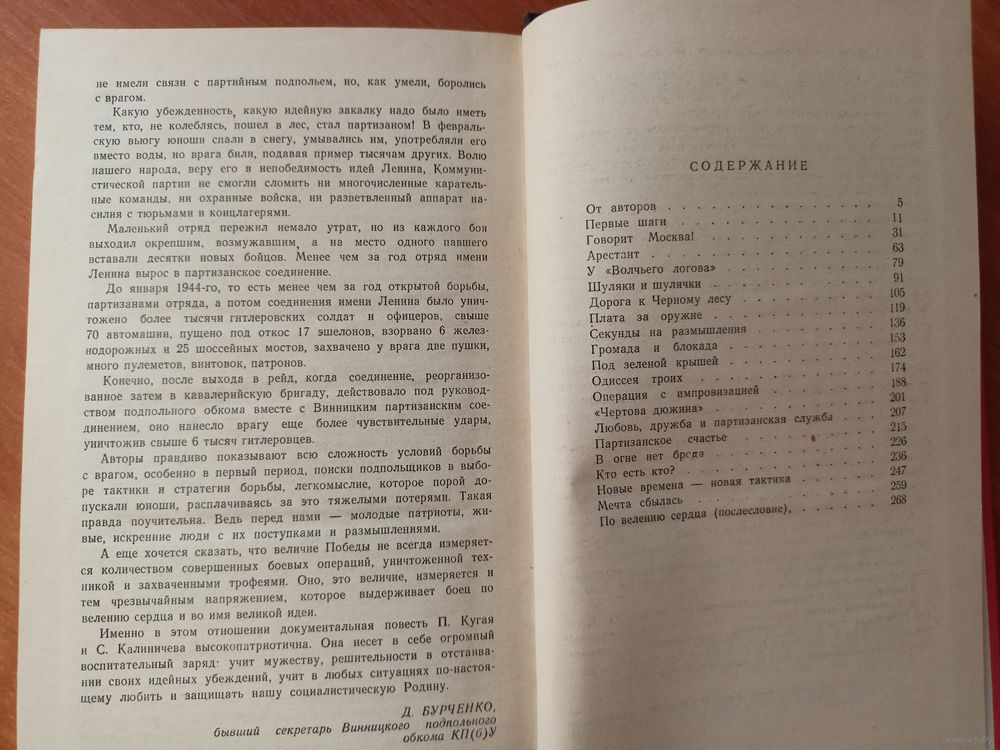 не имели связи с партийным подпольем, но, как умели, боролись
с врагом.
Какую убежденность, какую идейную закалку надо было иметь
тем, кто, не колеблясь, пошел в лес, стал партизаном! В февраль-
скую вьюгу юноши спали в снегу, умывались им, употребляли его
вместо воды, но врага били, подавая пример тысячам других. Волю
нашего народа, веру его в непобедимость идей Ленина, Коммуни-
стической партии не смогли сломить ни многочисленные каратель-
ные команды, ни охранные войска, ни разветвленный аппарат на-
силия с тюрьмами и концлагерями.
Маленький отряд пережил немало утрат, но из каждого боя
выходил окрепшим, возмужавшим, а на место одного павшего
вставали десятки новых бойцов. Менее чем за год отряд имени
Ленина вырос в партизанское соединение.
До января 1944-го, то есть менее чем за год открытой борьбы,
партизанами отряда, а потом соединения имени Ленина было унич-
тожено более тысячи гитлеровских солдат и офицеров, свыше
70 автомашин, пущено под откос 17 эшелонов, взорвано 6 желез-
нодорожных и 25 шоссейных мостов, захвачено у врага две пушки,
много пулеметов, винтовок, патронов.
Конечно, после выхода в рейд, когда соединение, реорганизо-
ванное затем в кавалерийскую бригаду, действовало под руковод-
ством подпольного обкома вместе с Винницким партизанским сое-
динением, оно нанесло врагу еще более чувствительные удары,
уничтожив свыше 6 тысяч гитлеровцев.
Авторы правдиво показывают всю сложность условий борьбы
с врагом, особенно в первый период, поиски подпольщиков в выбо-
ре тактики и стратегии борьбы, легкомыслие, которое порой до-
пускали юноши, расплачиваясь за это тяжелыми потерями. Такая
правда поучительна. Ведь перед нами — молодые патриоты, жи-
вые, искренние люди с их поступками и размышлениями.
А еще хочется сказать, что величие Победы не всегда измеряет-
ся количеством совершенных боевых операций, уничтоженной тех-
никой и захваченными трофеями. Оно, это величие, измеряется и
тем чрезвычайным напряжением, которое выдерживает боец по
велению сердца и во имя великой идеи.
Именно в этом отношении документальная повесть П. Кугая
и С. Калиничева высокопатриотична. Она несет в себе огромный
воспитательный заряд: учит мужеству, решительности в отстаива-
нии своих идейных убеждений, учит в любых ситуациях по-настоя-
щему любить и защищать нашу социалистическую Родину.
Д. БУРЧЕНКО,
бывший секретарь Винницкого подпольного
обкома КП(б)У
СОДЕРЖАНИЕ
От авторов . . . . . . . . . . . . . . 5
Первые шаги . . . . . . . . . . . . . 11
Говорит Москва! . . . . . . . . . . . . 31
Арестант . . . . . . . . . . . . . . 63
У «Волчьего логова» . . . . . . . . . . . 79
Шуляки и шулячки . . . . . . . . . . . 91
Дорога к Черному лесу . . . . . . . . . . 105
Плата за оружие . . . . . . . . . . . . 119
Секунды на размышления . . . . . . . . . 136
Громада и блокада . . . . . . . . . . . 153
Под зеленой крышей . . . . . . . . . . . 162
Одиссея троих . . . . . . . . . . . . . 174
Операция с импровизацией . . . . . . . . . 188
«Чертова дюжина» . . . . . . . . . . . 201
Любовь, дружба и партизанская служба . . . . . 207
Партизанское счастье . . . . . . . . . . 215
В огне нет брода . . . . . . . . . . . . 226
Кто есть кто? . . . . . . . . . . . . . 236
Новые времена — новая тактика . . . . . . . 247
Мечта сбылась . . . . . . . . . . . . . 259
По велению сердца (послесловие). . . . . . . 268